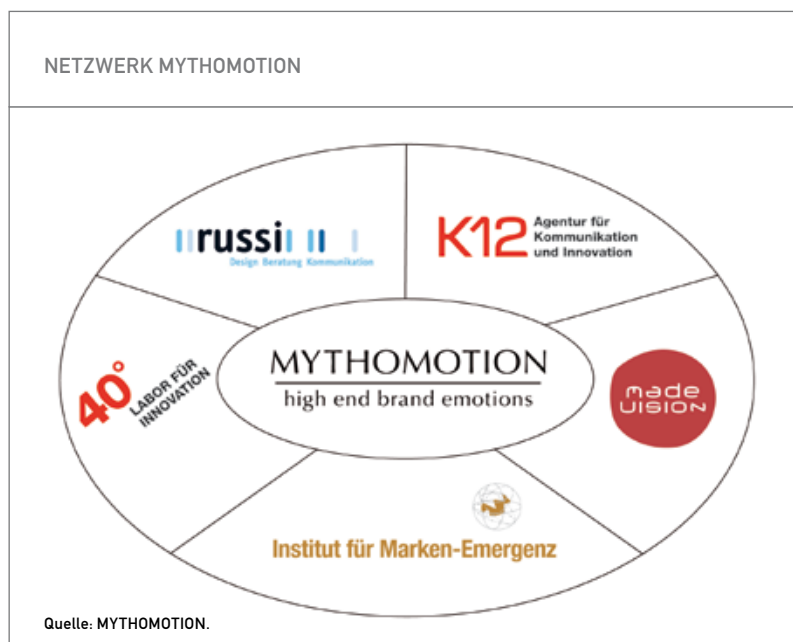 NETZWERK MYTHOMOTION
russi
Design Beratung Kommunikation
K12
Agentur für
Kommunikation
und Innovation
40°
LABOR FÜR
INNOVATION
MYTHOMOTION
high end brand emotions
made
vision
Institut für Marken-Emergenz
Quelle: MYTHOMOTION.